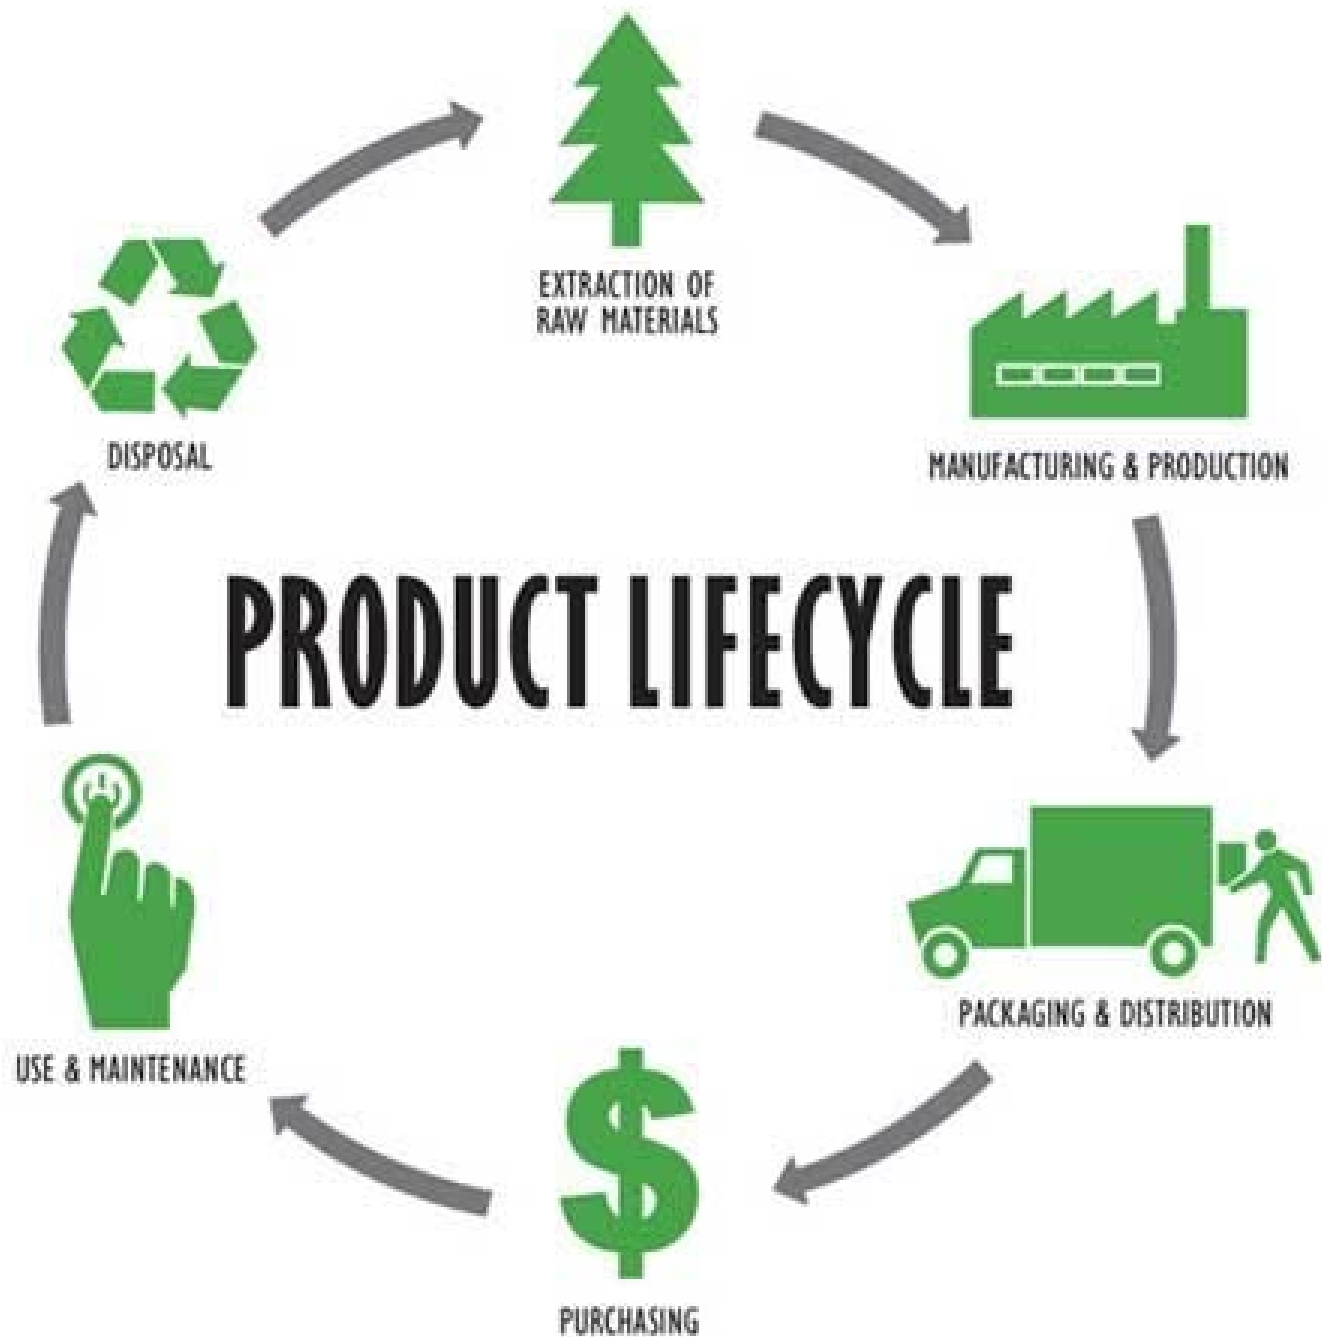 EXTRACTION OF
RAW MATERIALS
DISPOSAL
MANUFACTURING & PRODUCTION
PRODUCT LIFECYCLE
PACKAGING & DISTRIBUTION
USE & MAINTENANCE
$
PURCHASING